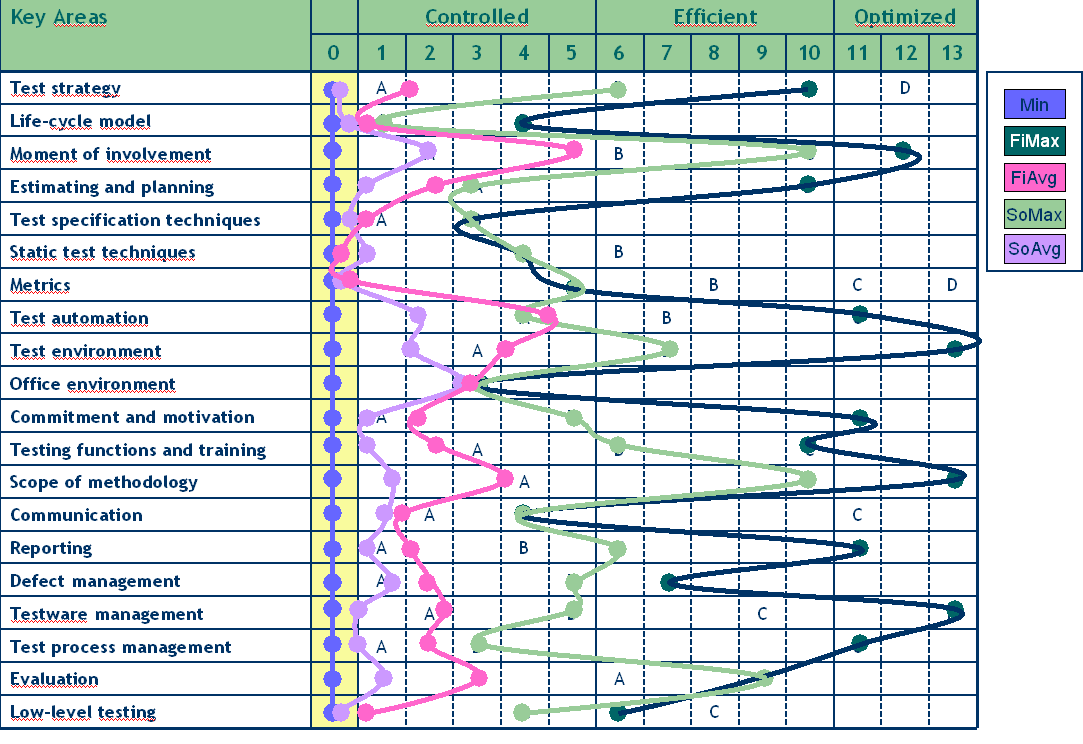 Key Areas Controlled Efficient Optimized
0 1 2 3 4 5 6 7 8 9 10 11 12 13
Test strategy A D
Life-cycle model
Moment of involvement B
Estimating and planning A
Test specification techniques A
Static test techniques B
Metrics B C D
Test automation B
Test environment A
Office environment
Commitment and motivation A
Testing functions and training A
Scope of methodology A
Communication A C
Reporting A B
Defect management A
Testware management A C
Test process management A
Evaluation A
Low-level testing C
Min
FiMax
FiAvg
SoMax
SoAvg